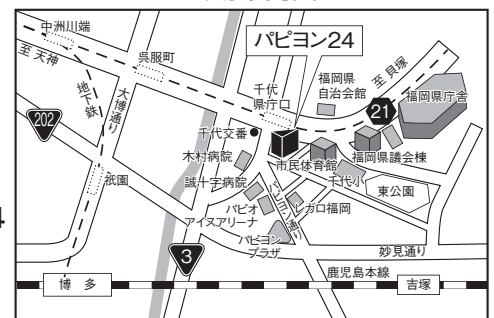 中洲川端
至 天神
呉服町
パピヨン24
地下鉄
大博通り
千代県庁口
福岡県自治会館
至 貝塚
21
福岡県庁舎
202
千代交番
木村病院
市民体育館
福岡県議会棟
誠十字病院
千代小
東公園
祇園
パピオアイスアリーナ
パピヨン通り
レガロ福岡
パピヨンプラザ
妙見通り
3
鹿児島本線
博多
吉塚
4